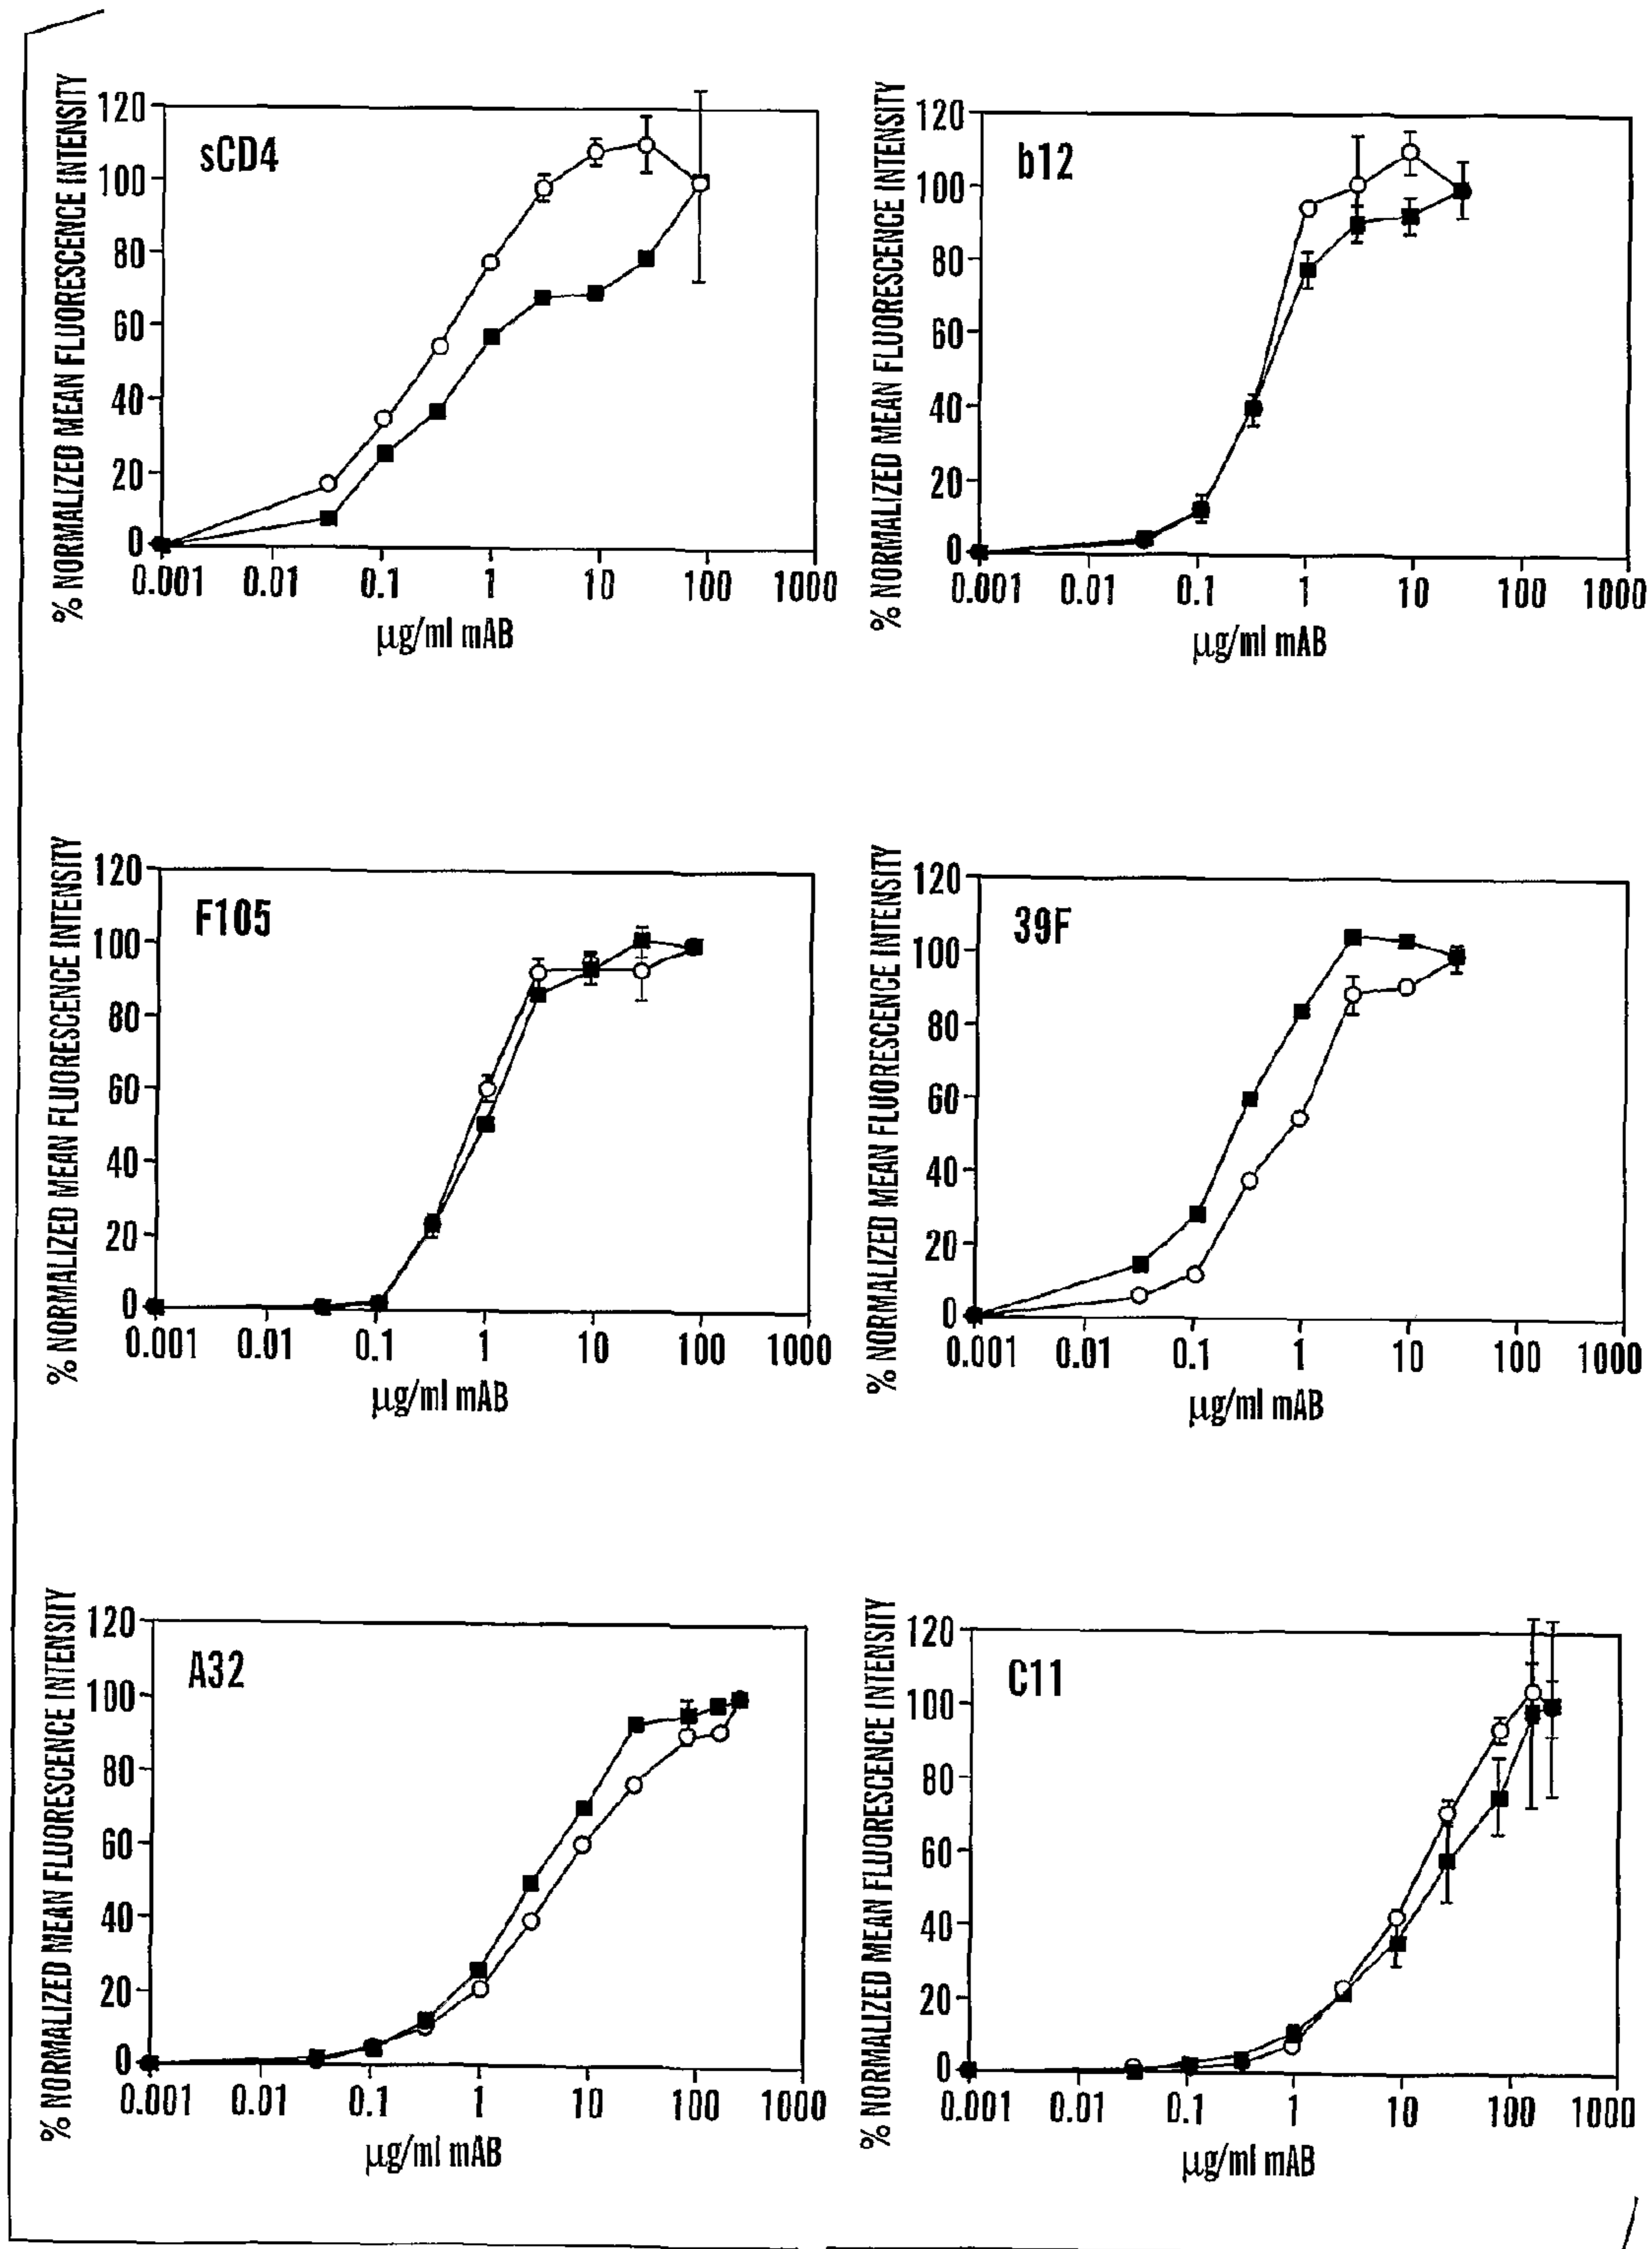 % NORMALIZED MEAN FLUORESCENCE INTENSITY
sCD4
120
100
80
60
40
20
0
0.001 0.01 0.1 1 10 100 1000
µg/ml mAB
% NORMALIZED MEAN FLUORESCENCE INTENSITY
b12
120
100
80
60
40
20
0
0.001 0.01 0.1 1 10 100 1000
µg/ml mAB
% NORMALIZED MEAN FLUORESCENCE INTENSITY
F105
120
100
80
60
40
20
0
0.001 0.01 0.1 1 10 100 1000
µg/ml mAB
% NORMALIZED MEAN FLUORESCENCE INTENSITY
39F
120
100
80
60
40
20
0
0.001 0.01 0.1 1 10 100 1000
µg/ml mAB
% NORMALIZED MEAN FLUORESCENCE INTENSITY
A32
120
100
80
60
40
20
0
0.001 0.01 0.1 1 10 100 1000
µg/ml mAB
% NORMALIZED MEAN FLUORESCENCE INTENSITY
C11
120
100
80
60
40
20
0
0.001 0.01 0.1 1 10 100 1000
µg/ml mAB